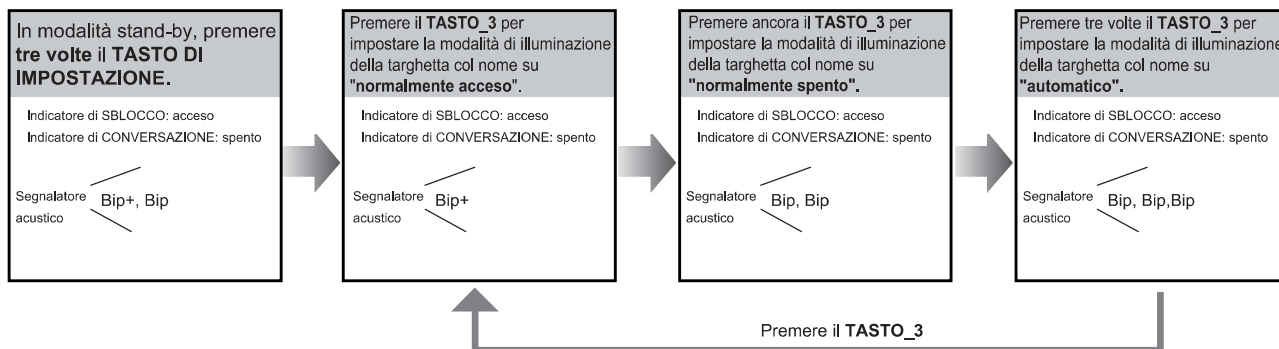 In modalità stand-by, premere
tre volte il TASTO DI
IMPOSTAZIONE.
Indicatore di SBLOCCO: acceso
Indicatore di CONVERSAZIONE: spento
Segnalatore
acustico
Bip+, Bip
Premere il TASTO_3 per
impostare la modalità di illuminazione
della targhetta col nome su
"normalmente acceso".
Indicatore di SBLOCCO: acceso
Indicatore di CONVERSAZIONE: spento
Segnalatore
acustico
Bip+
Premere ancora il TASTO_3 per
impostare la modalità di illuminazione
della targhetta col nome su
"normalmente spento".
Indicatore di SBLOCCO: acceso
Indicatore di CONVERSAZIONE: spento
Segnalatore
acustico
Bip, Bip
Premere tre volte il TASTO_3 per
impostare la modalità di illuminazione
della targhetta col nome su
"automatico".
Indicatore di SBLOCCO: acceso
Indicatore di CONVERSAZIONE: spento
Segnalatore
acustico
Bip, Bip,Bip
Premere il TASTO_3